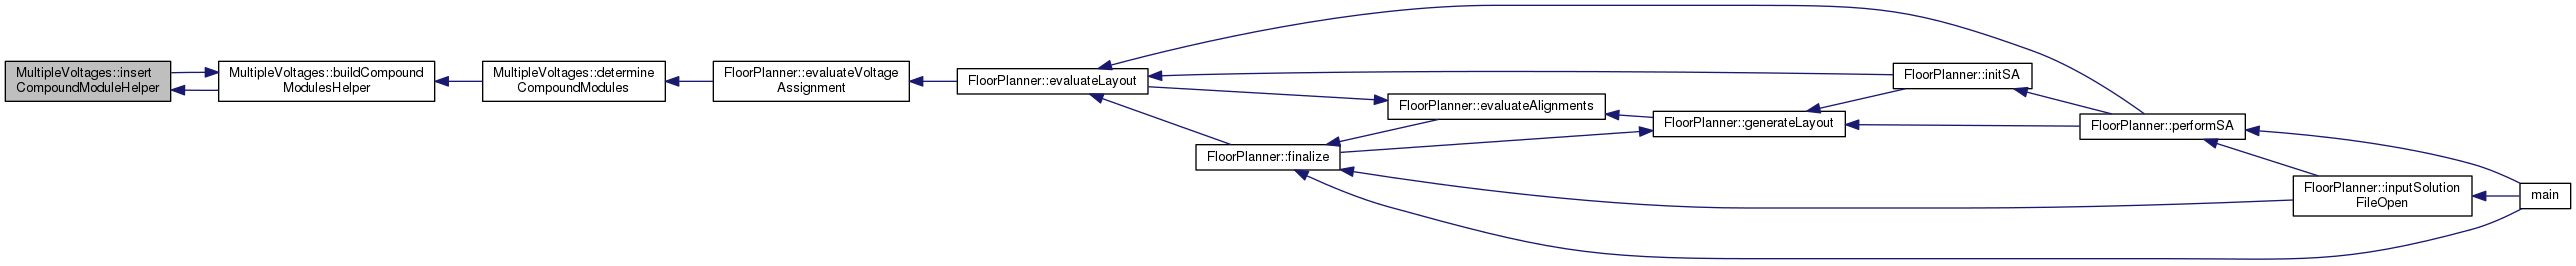 MultipleVoltages::insert
CompoundModuleHelper
MultipleVoltages::buildCompound
ModulesHelper
MultipleVoltages::determine
CompoundModules
FloorPlanner::evaluateVoltage
Assignment
FloorPlanner::evaluateLayout
FloorPlanner::finalize
FloorPlanner::evaluateAlignments
FloorPlanner::generateLayout
FloorPlanner::initSA
FloorPlanner::performSA
FloorPlanner::inputSolution
FileOpen
main